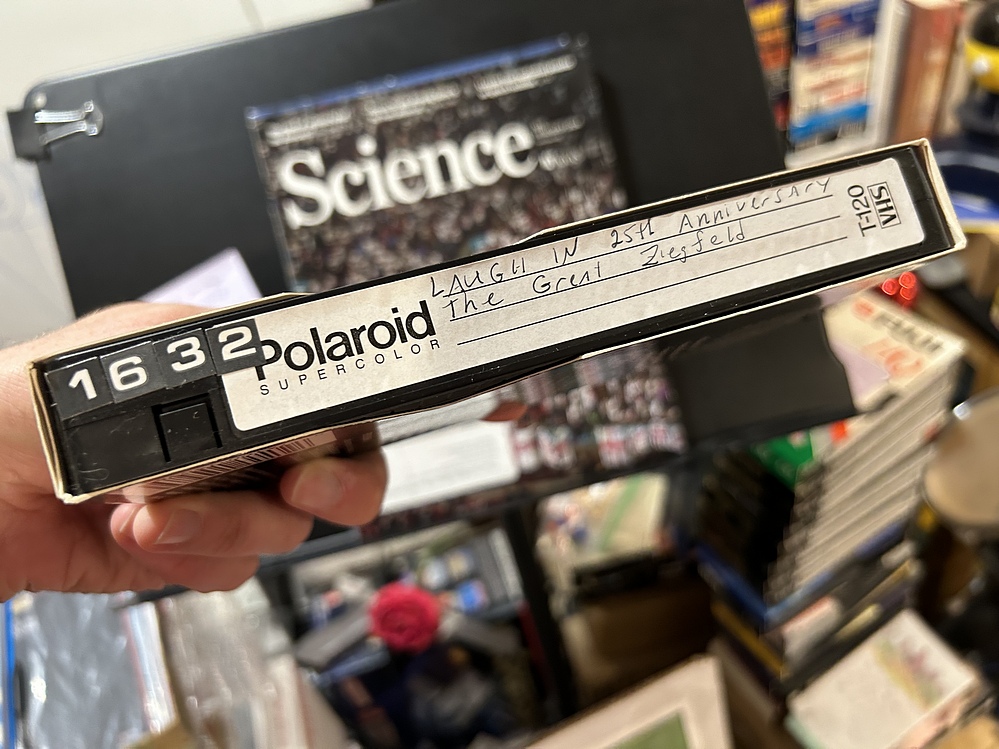 Science
LAUGH IN 25th Anniversary
the Great Ziegfeld
T-120
VHS
1632
Polaroid
SUPERCOLOR